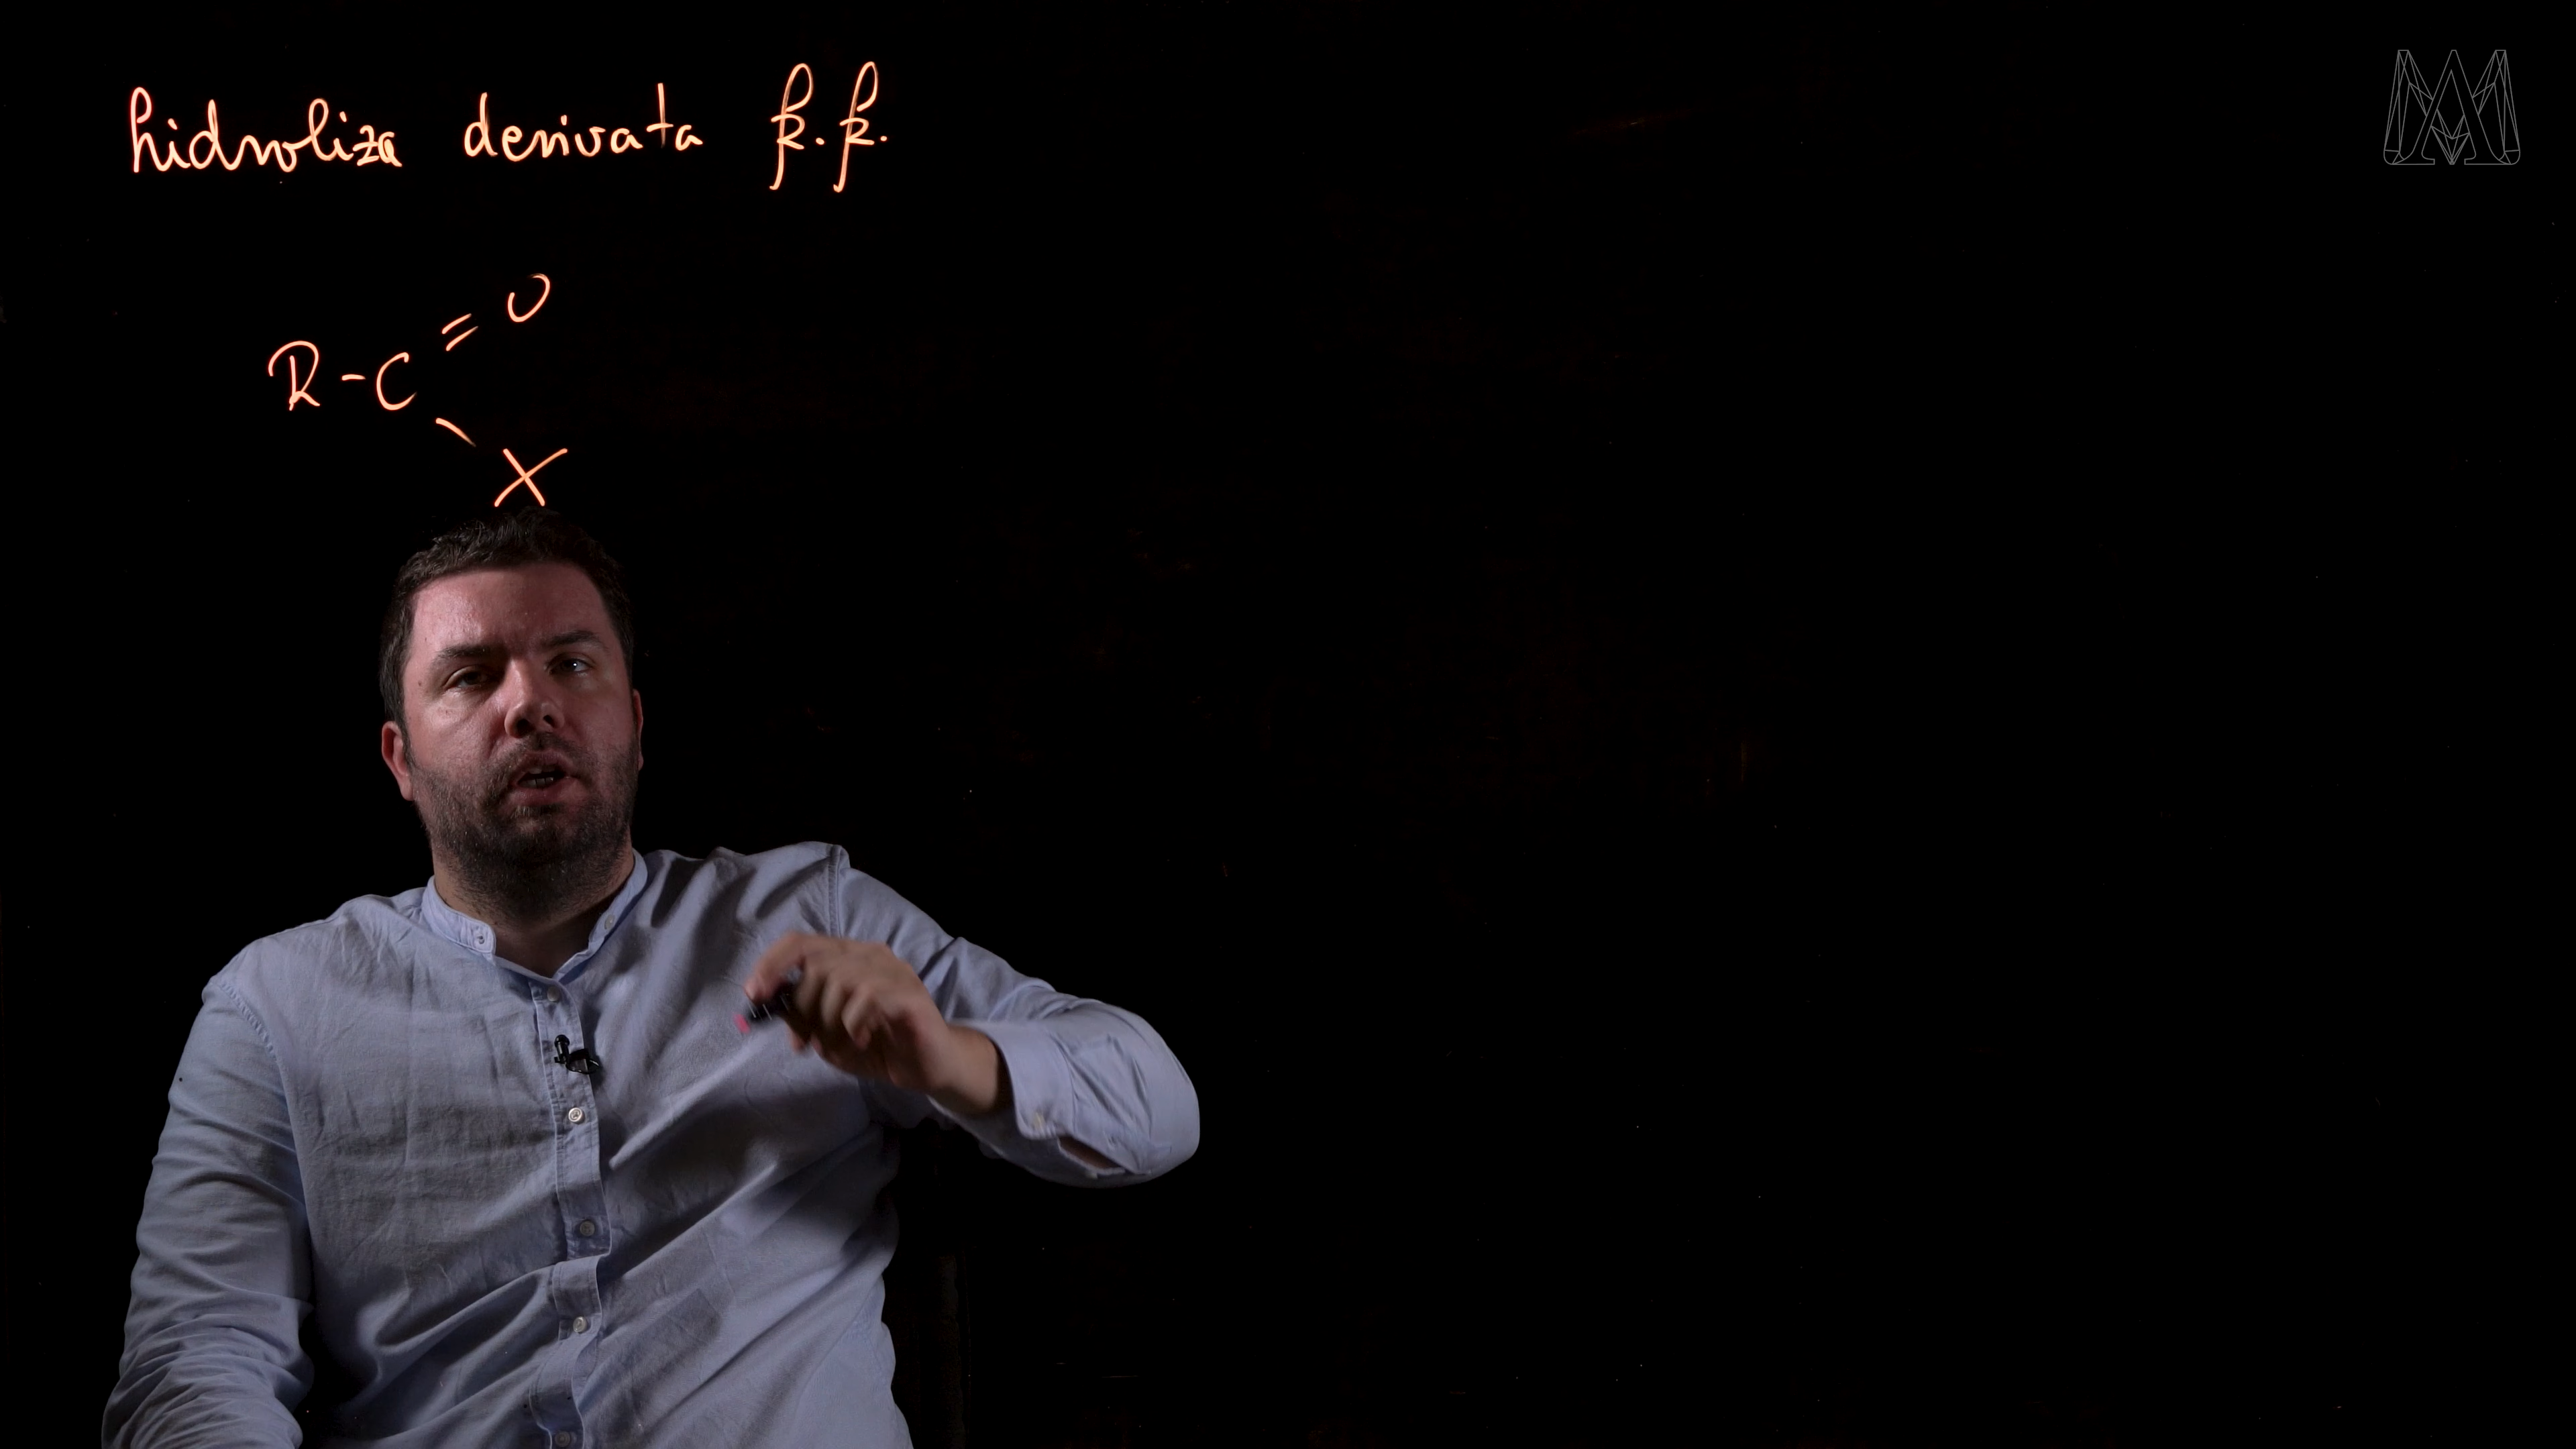 hidroliza derivata k.k.
R-C=O
X